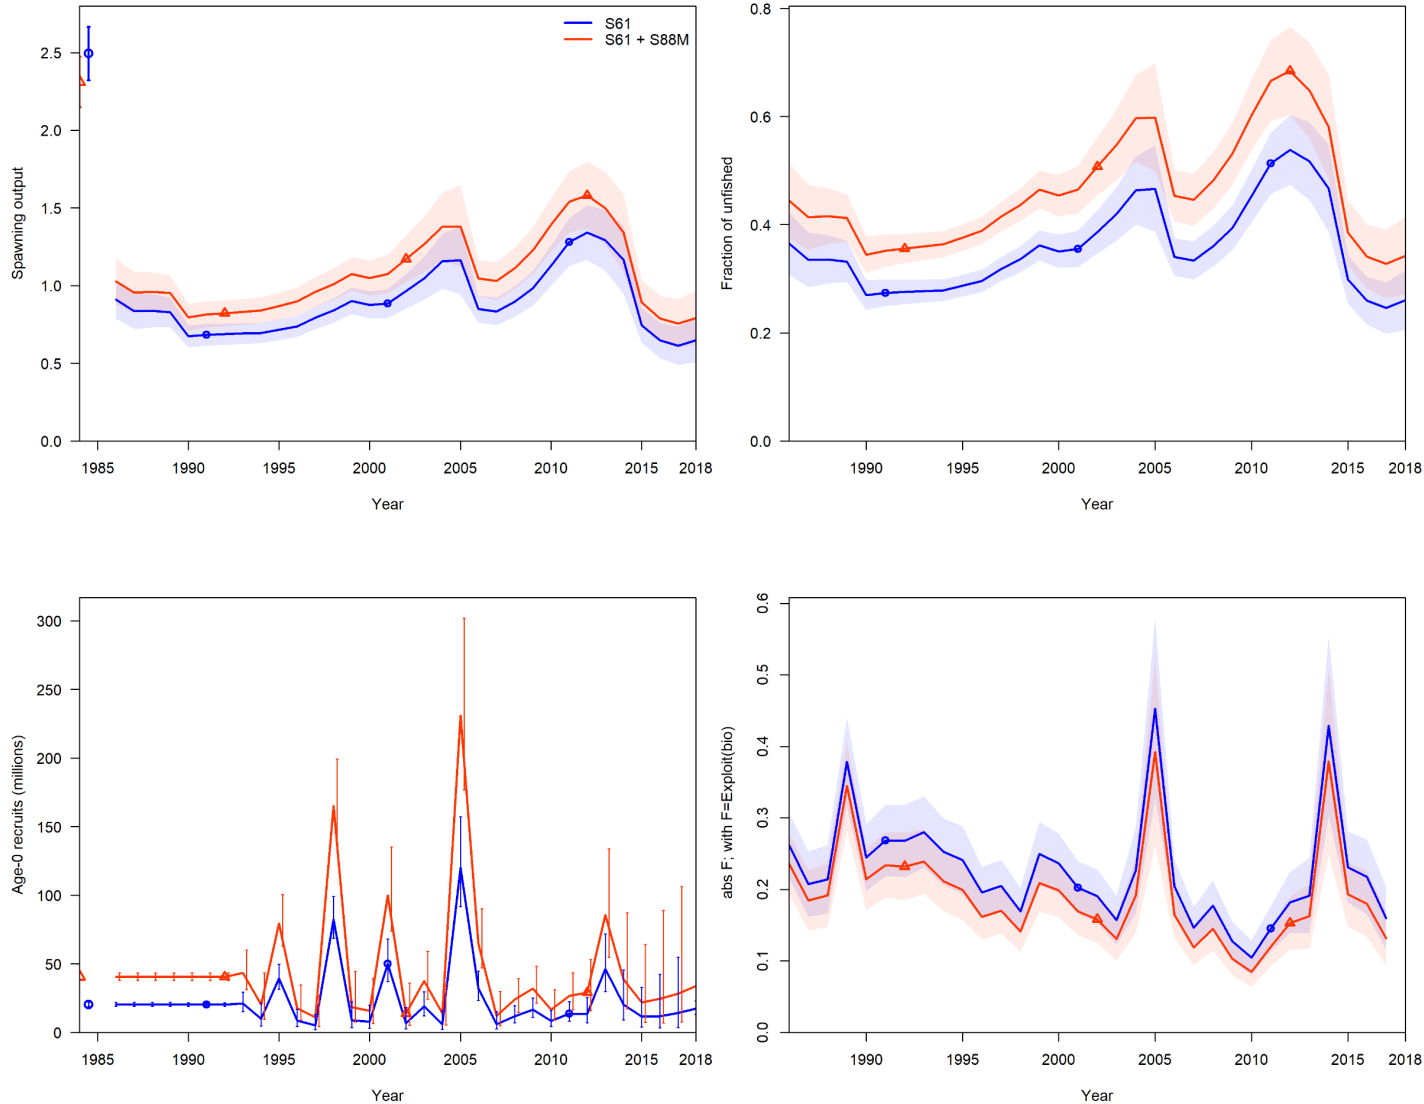 S61
S61 + S88M
Spawning output
0.0
0.5
1.0
1.5
2.0
2.5
1985 1990 1995 2000 2005 2010 2015 2018
Year
Fraction of unfished
0.0
0.2
0.4
0.6
0.8
1990 1995 2000 2005 2010 2015 2018
Year
Age-0 recruits (millions)
0
50
100
150
200
250
300
1985 1990 1995 2000 2005 2010 2015 2018
Year
abs F; with F=Exploit(bio)
0.0
0.1
0.2
0.3
0.4
0.5
0.6
1990 1995 2000 2005 2010 2015 2018
Year